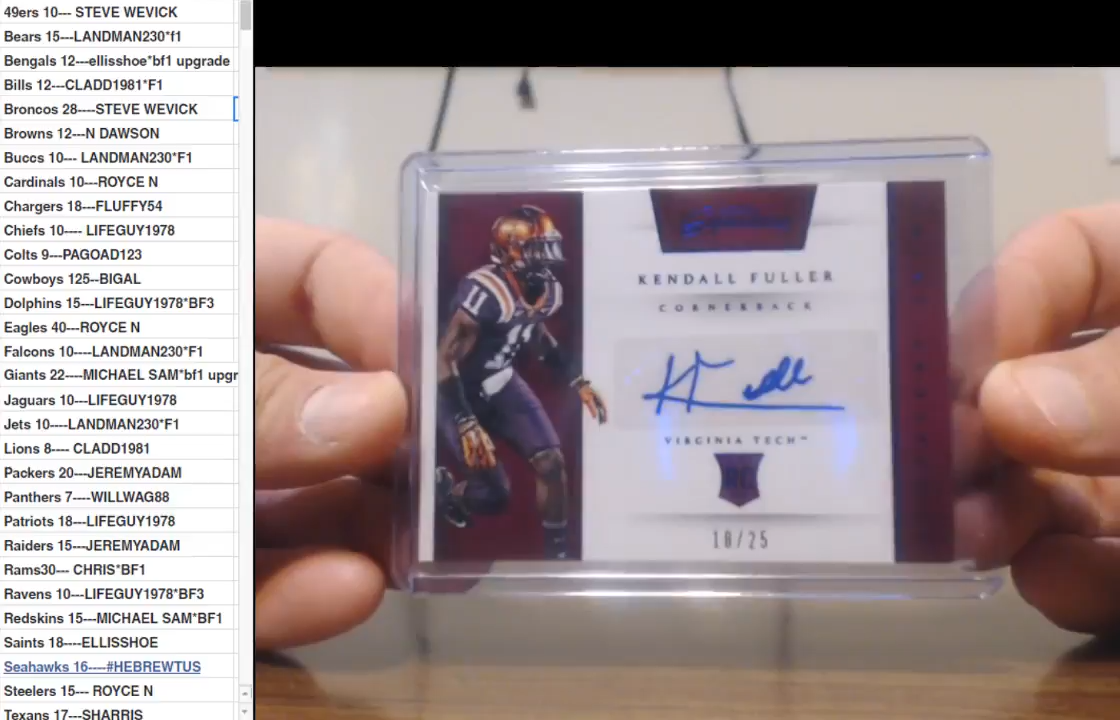 49ers 10--- STEVE WEVICK
Bears 15---LANDMAN230*f1
Bengals 12---ellisshoe*bf1 upgrade
Bills 12---CLADD1981*F1
Broncos 28----STEVE WEVICK
Browns 12---N DAWSON
Buccs 10--- LANDMAN230*F1
Cardinals 10---ROYCE N
Chargers 18---FLUFFY54
Chiefs 10---- LIFEGUY1978
Colts 9---PAGOAD123
Cowboys 125--BIGAL
Dolphins 15---LIFEGUY1978*BF3
Eagles 40---ROYCE N
Falcons 10----LANDMAN230*F1
Giants 22----MICHAEL SAM*bf1 upgr
Jaguars 10---LIFEGUY1978
Jets 10----LANDMAN230*F1
Lions 8---- CLADD1981
Packers 20---JEREMYADAM
Panthers 7----WILLWAG88
Patriots 18---LIFEGUY1978
Raiders 15---JEREMYADAM
Rams30--- CHRIS*BF1
Ravens 10---LIFEGUY1978*BF3
Redskins 15---MICHAEL SAM*BF1
Saints 18----ELLISSHOE
Seahawks 16----#HEBREWTUS
Steelers 15--- ROYCE N
Texans 17---SHARRIS
11
KENDALL FULLER
CORNERBACK
VIRGINIA TECH
RC
18/25